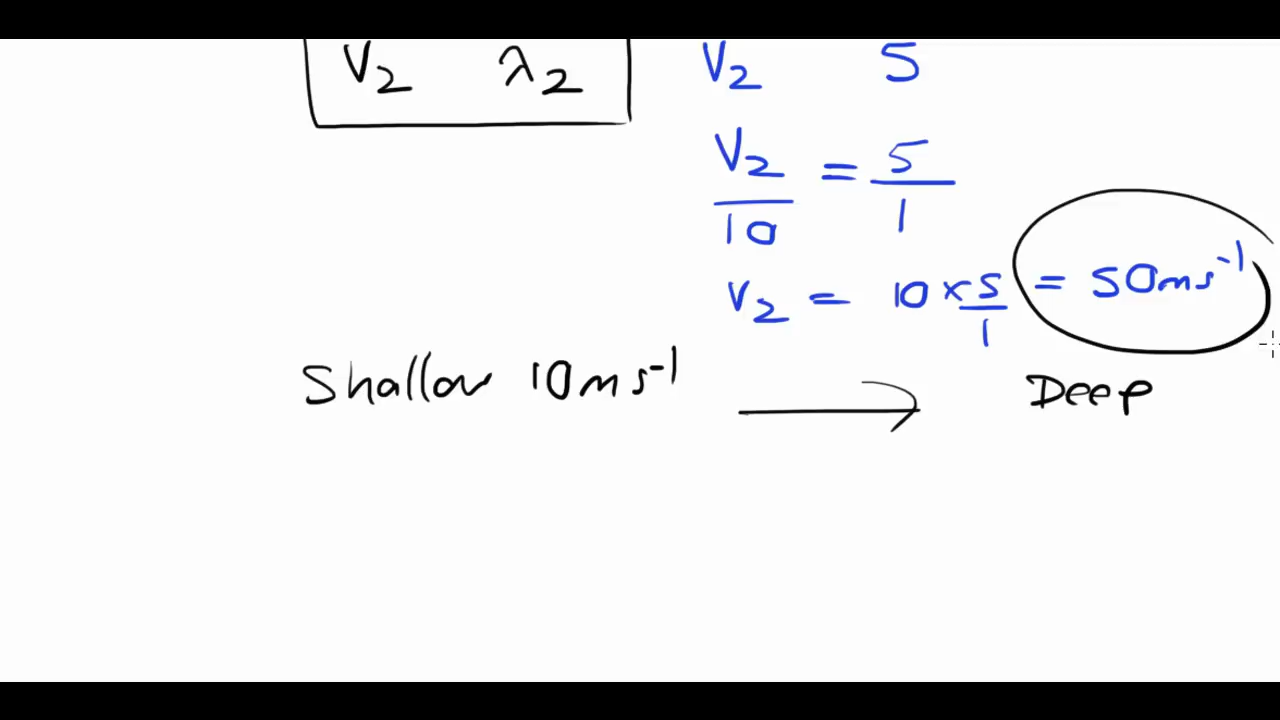 V₂ λ₂ V₂ 5
V₂/10 = 5/1
V₂ = 10 × 5/1 = 50ms⁻¹
Shallow 10ms⁻¹ → Deep